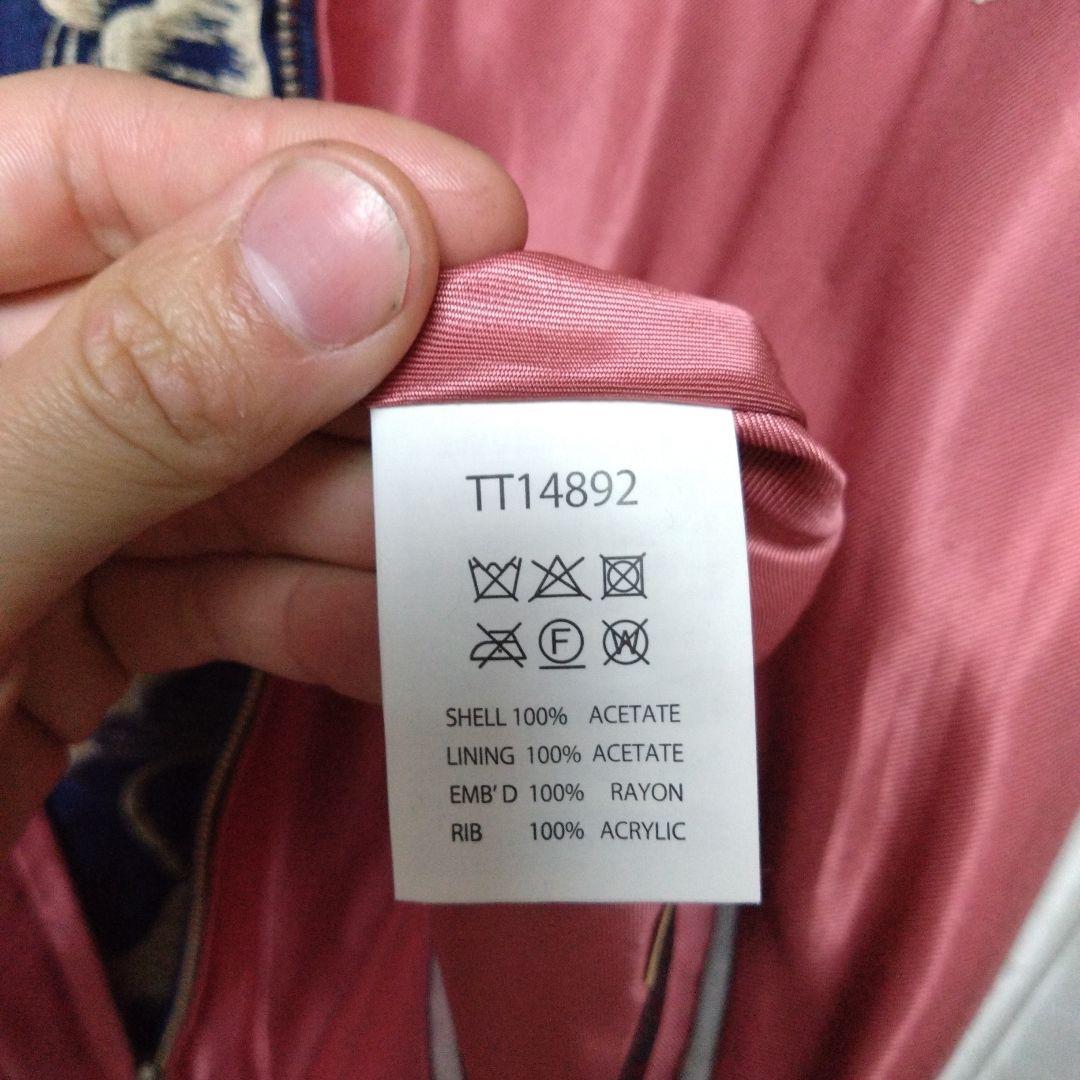 TT14892
F W
SHELL 100% ACETATE
LINING 100% ACETATE
EMB'D 100% RAYON
RIB 100% ACRYLIC